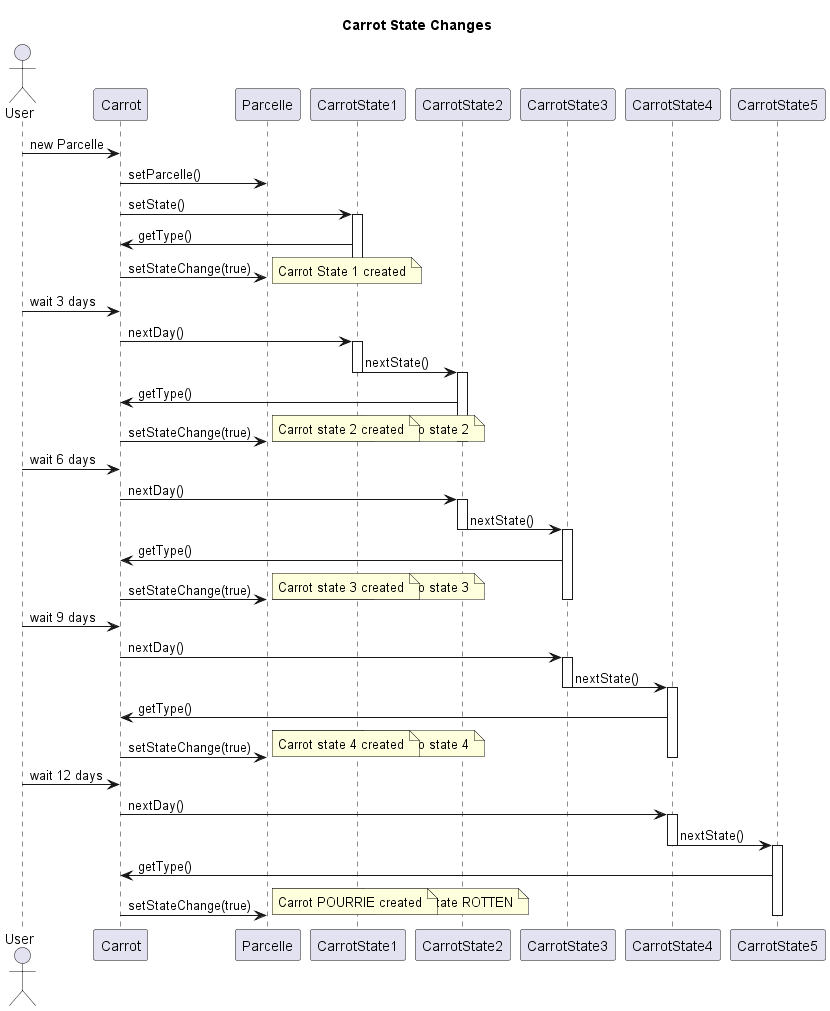 Carrot State Changes
User
Carrot
Parcelle
CarrotState1
CarrotState2
CarrotState3
CarrotState4
CarrotState5
new Parcelle
setParcelle()
setState()
getType()
setStateChange(true)
Carrot State 1 created
wait 3 days
nextDay()
nextState()
getType()
setStateChange(true)
Carrot state 2 created
state 2
wait 6 days
nextDay()
nextState()
getType()
setStateChange(true)
Carrot state 3 created
state 3
wait 9 days
nextDay()
nextState()
getType()
setStateChange(true)
Carrot state 4 created
state 4
wait 12 days
nextDay()
nextState()
getType()
setStateChange(true)
Carrot POURRIE created
ROTTEN
User
Carrot
Parcelle
CarrotState1
CarrotState2
CarrotState3
CarrotState4
CarrotState5